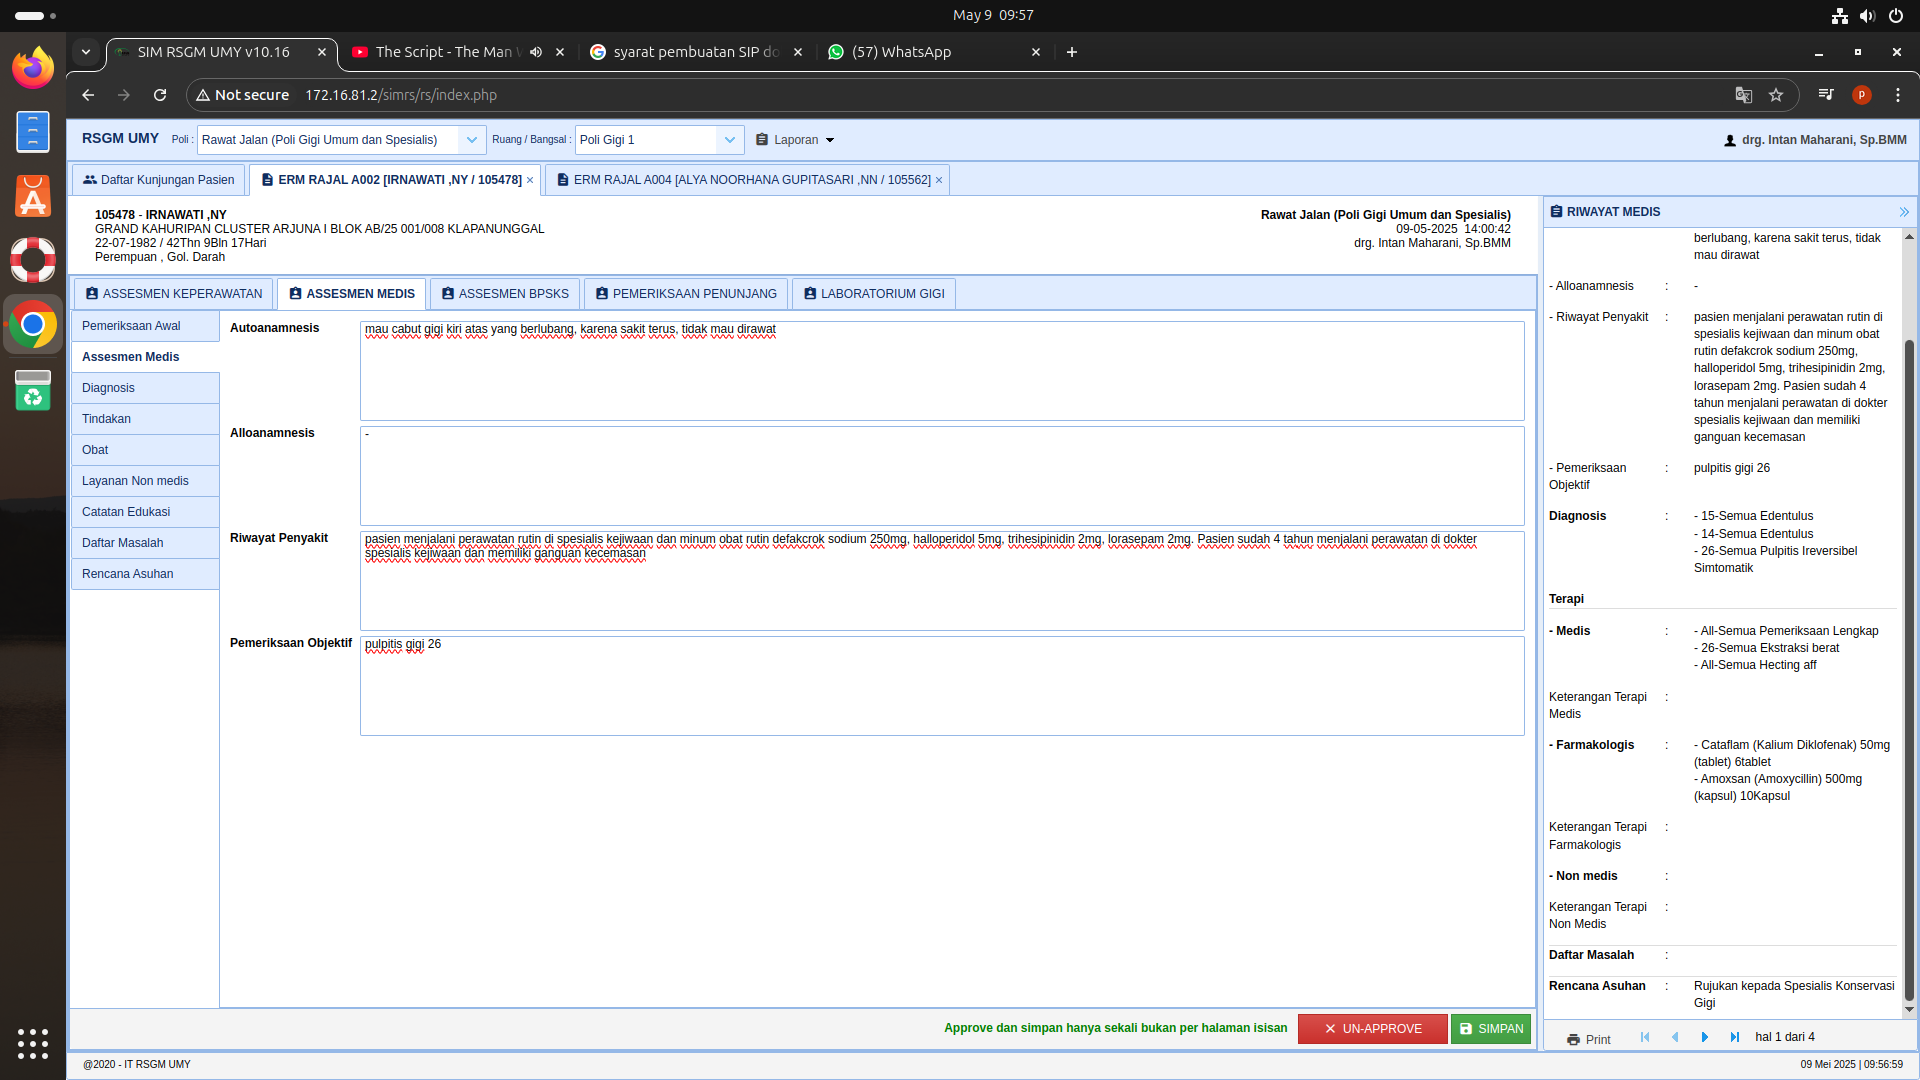 May 9 09:57
SIM RSGM UMY v10.16
The Script - The Man
syarat pembuatan SIP do
(57) WhatsApp
Not secure 172.16.81.2/simrs/rs/index.php
P
RSGM UMY Poli : Rawat Jalan (Poli Gigi Umum dan Spesialis) Ruang / Bangsal : Poli Gigi 1 Laporan
drg. Intan Maharani, Sp.BMM
Daftar Kunjungan Pasien
ERM RAJAL A002 [IRNAWATI ,NY / 105478] ×
ERM RAJAL A004 [ALYA NOORHANA GUPITASARI ,NN / 105562] ×
105478 - IRNAWATI ,NY
GRAND KAHURIPAN CLUSTER ARJUNA I BLOK AB/25 001/008 KLAPANUNGGAL
22-07-1982 / 42Thn 9Bln 17Hari
Perempuan , Gol. Darah
Rawat Jalan (Poli Gigi Umum dan Spesialis)
09-05-2025 14:00:42
drg. Intan Maharani, Sp.BMM
ASSESMEN KEPERAWATAN
ASSESMEN MEDIS
ASSESMEN BPSKS
PEMERIKSAAN PENUNJANG
LABORATORIUM GIGI
Pemeriksaan Awal
Assesmen Medis
Diagnosis
Tindakan
Obat
Layanan Non medis
Catatan Edukasi
Daftar Masalah
Rencana Asuhan
Autoanamnesis
mau cabut gigi kiri atas yang berlubang, karena sakit terus, tidak mau dirawat
Alloanamnesis
-
Riwayat Penyakit
pasien menjalani perawatan rutin di spesialis kejiwaan dan minum obat rutin defakcrok sodium 250mg, halloperidol 5mg, trihesipinidin 2mg, lorasepam 2mg. Pasien sudah 4 tahun menjalani perawatan di dokter
spesialis kejiwaan dan memiliki ganguan kecemasan
Pemeriksaan Objektif
pulpitis gigi 26
Approve dan simpan hanya sekali bukan per halaman isisan
UN-APPROVE
SIMPAN
RIWAYAT MEDIS
berlubang, karena sakit terus, tidak
mau dirawat
- Alloanamnesis : -
- Riwayat Penyakit : pasien menjalani perawatan rutin di
spesialis kejiwaan dan minum obat
rutin defakcrok sodium 250mg,
halloperidol 5mg, trihesipinidin 2mg,
lorasepam 2mg. Pasien sudah 4
tahun menjalani perawatan di dokter
spesialis kejiwaan dan memiliki
ganguan kecemasan
- Pemeriksaan : pulpitis gigi 26
Objektif
Diagnosis : - 15-Semua Edentulus
- 14-Semua Edentulus
- 26-Semua Pulpitis Ireversibel
Simtomatik
Terapi
- Medis : - All-Semua Pemeriksaan Lengkap
- 26-Semua Ekstraksi berat
- All-Semua Hecting aff
Keterangan Terapi :
Medis
- Farmakologis : - Cataflam (Kalium Diklofenak) 50mg
(tablet) 6tablet
- Amoxsan (Amoxycillin) 500mg
(kapsul) 10Kapsul
Keterangan Terapi :
Farmakologis
- Non medis :
Keterangan Terapi :
Non Medis
Daftar Masalah :
Rencana Asuhan : Rujukan kepada Spesialis Konservasi
Gigi
Print hal 1 dari 4
@2020 - IT RSGM UMY
09 Mei 2025 | 09:56:59